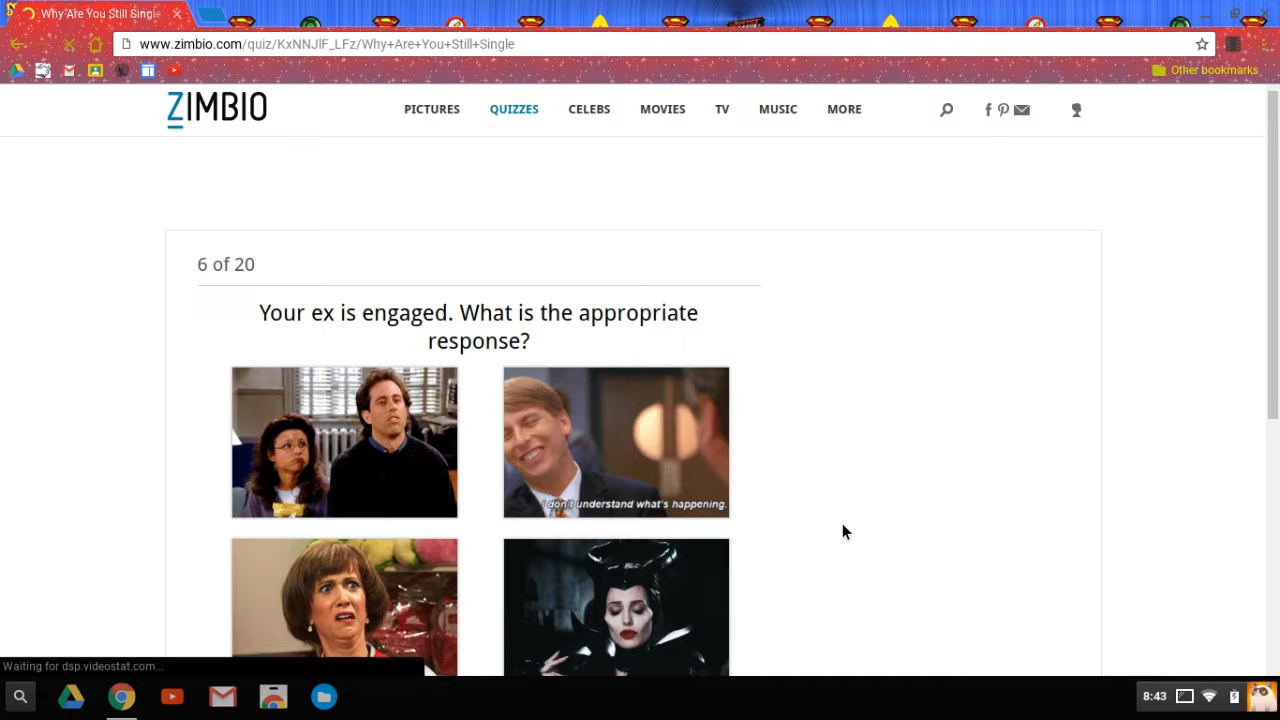 Why Are You Still Singl
www.zimbio.com/quiz/KxNNJlF_LFz/Why+Are+You+Still+Single
Other bookmarks
ZIMBIO
PICTURES
QUIZZES
CELEBS
MOVIES
TV
MUSIC
MORE
6 of 20
Your ex is engaged. What is the appropriate
response?
I don't understand what's happening.
Waiting for dsp.videostat.com...
8:43